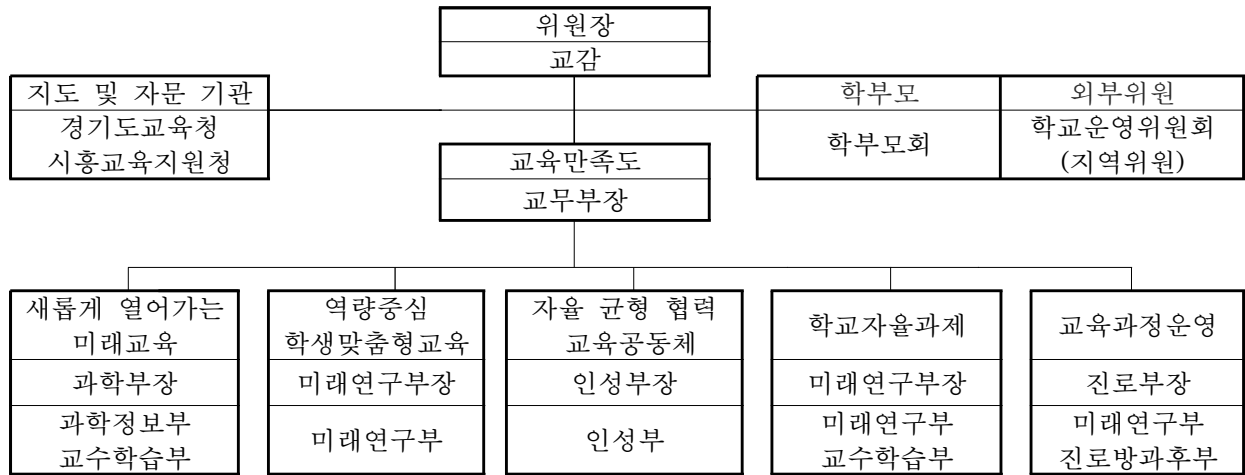 위원장
교감
지도 및 자문 기관
경기도교육청
시흥교육지원청
학부모
외부위원
학부모회
학교운영위원회
(지역위원)
교육만족도
교무부장
새롭게 열어가는
미래교육
과학부장
과학정보부
교수학습부
역량중심
학생맞춤형교육
미래연구부장
미래연구부
자율 균형 협력
교육공동체
인성부장
인성부
학교자율과제
미래연구부장
미래연구부
교수학습부
교육과정운영
진로부장
미래연구부
진로방과후부